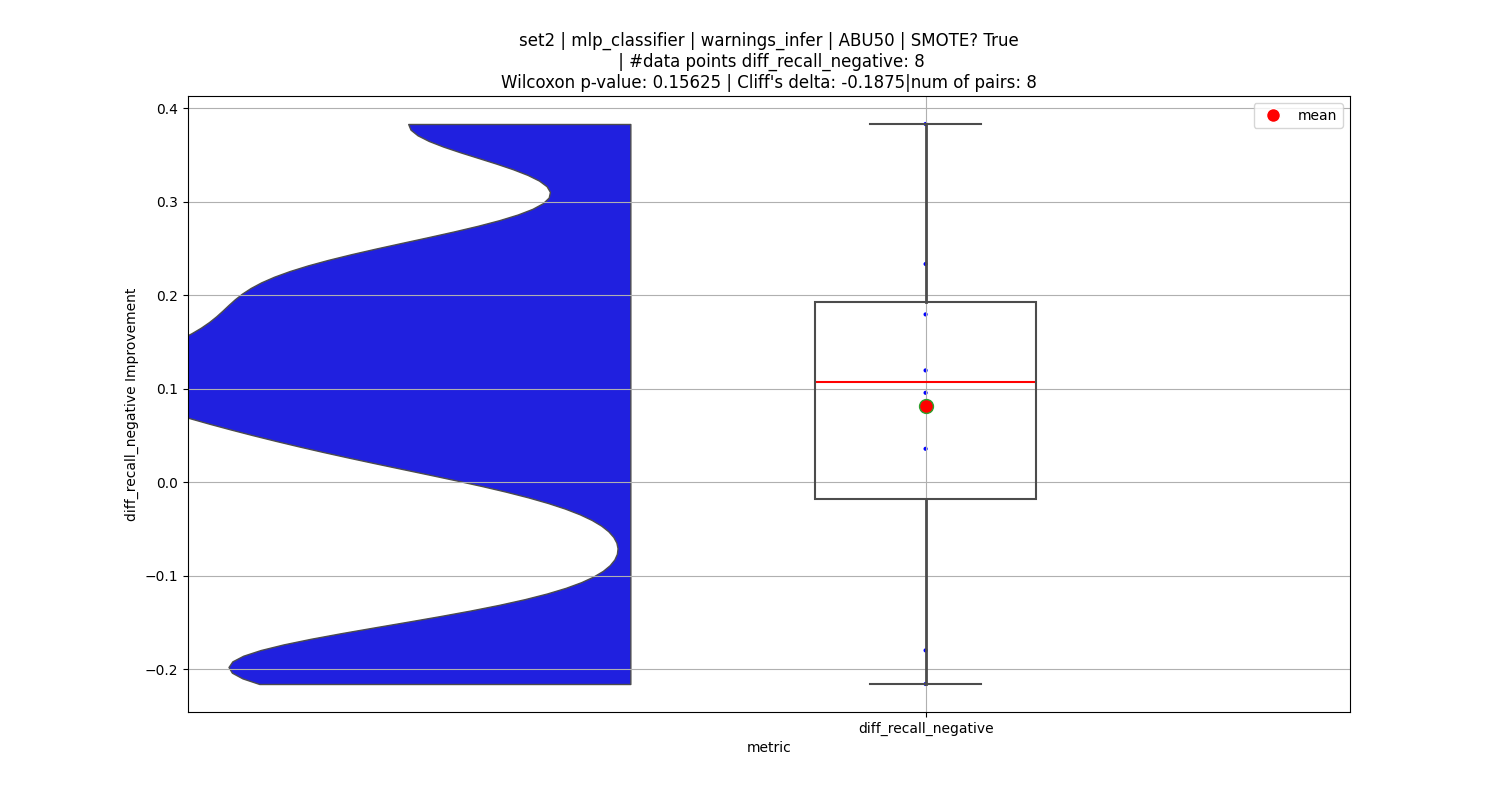 set2 | mlp_classifier | warnings_infer | ABU50 | SMOTE? True
| #data points diff_recall_negative: 8
Wilcoxon p-value: 0.15625 | Cliff's delta: -0.1875|num of pairs: 8
mean
0.4
0.3
0.2
0.1
0.0
−0.1
−0.2
diff_recall_negative Improvement
diff_recall_negative
metric